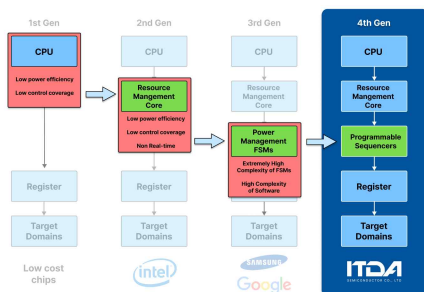 1st Gen
CPU
Low power efficiency
Low control coverage
Register
Target
Domains
Low cost
chips
2nd Gen
CPU
Resource
Mangement
Core
Low power efficiency
Low control coverage
Non Real-time
Register
Target
Domains
intel
3rd Gen
CPU
Resource
Mangement
Core
Power
Management
FSMs
Extremely High
Complexity of FSMs
High Complexity
of Software
Register
Target
Domains
SAMSUNG
Google
4th Gen
CPU
Resource
Mangement
Core
Programmable
Sequencers
Register
Target
Domains
ITDA
SEMICONDUCTOR CO., LTD